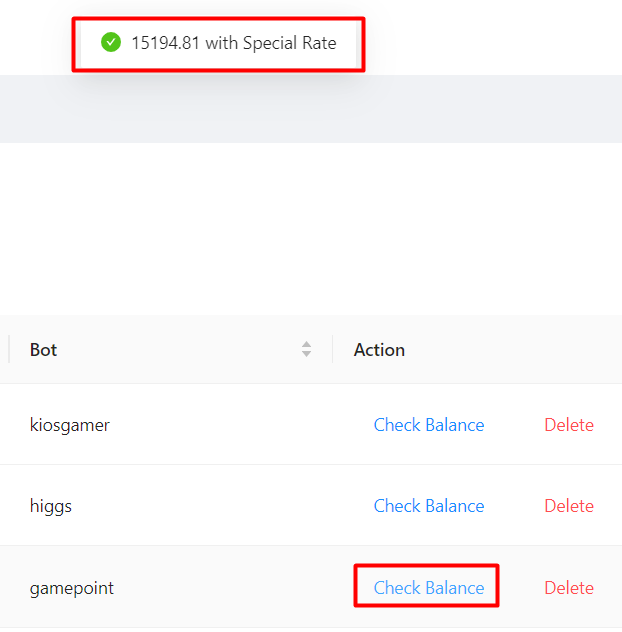 15194.81 with Special Rate
Bot Action
kiosgamer Check Balance Delete
higgs Check Balance Delete
gamepoint Check Balance Delete